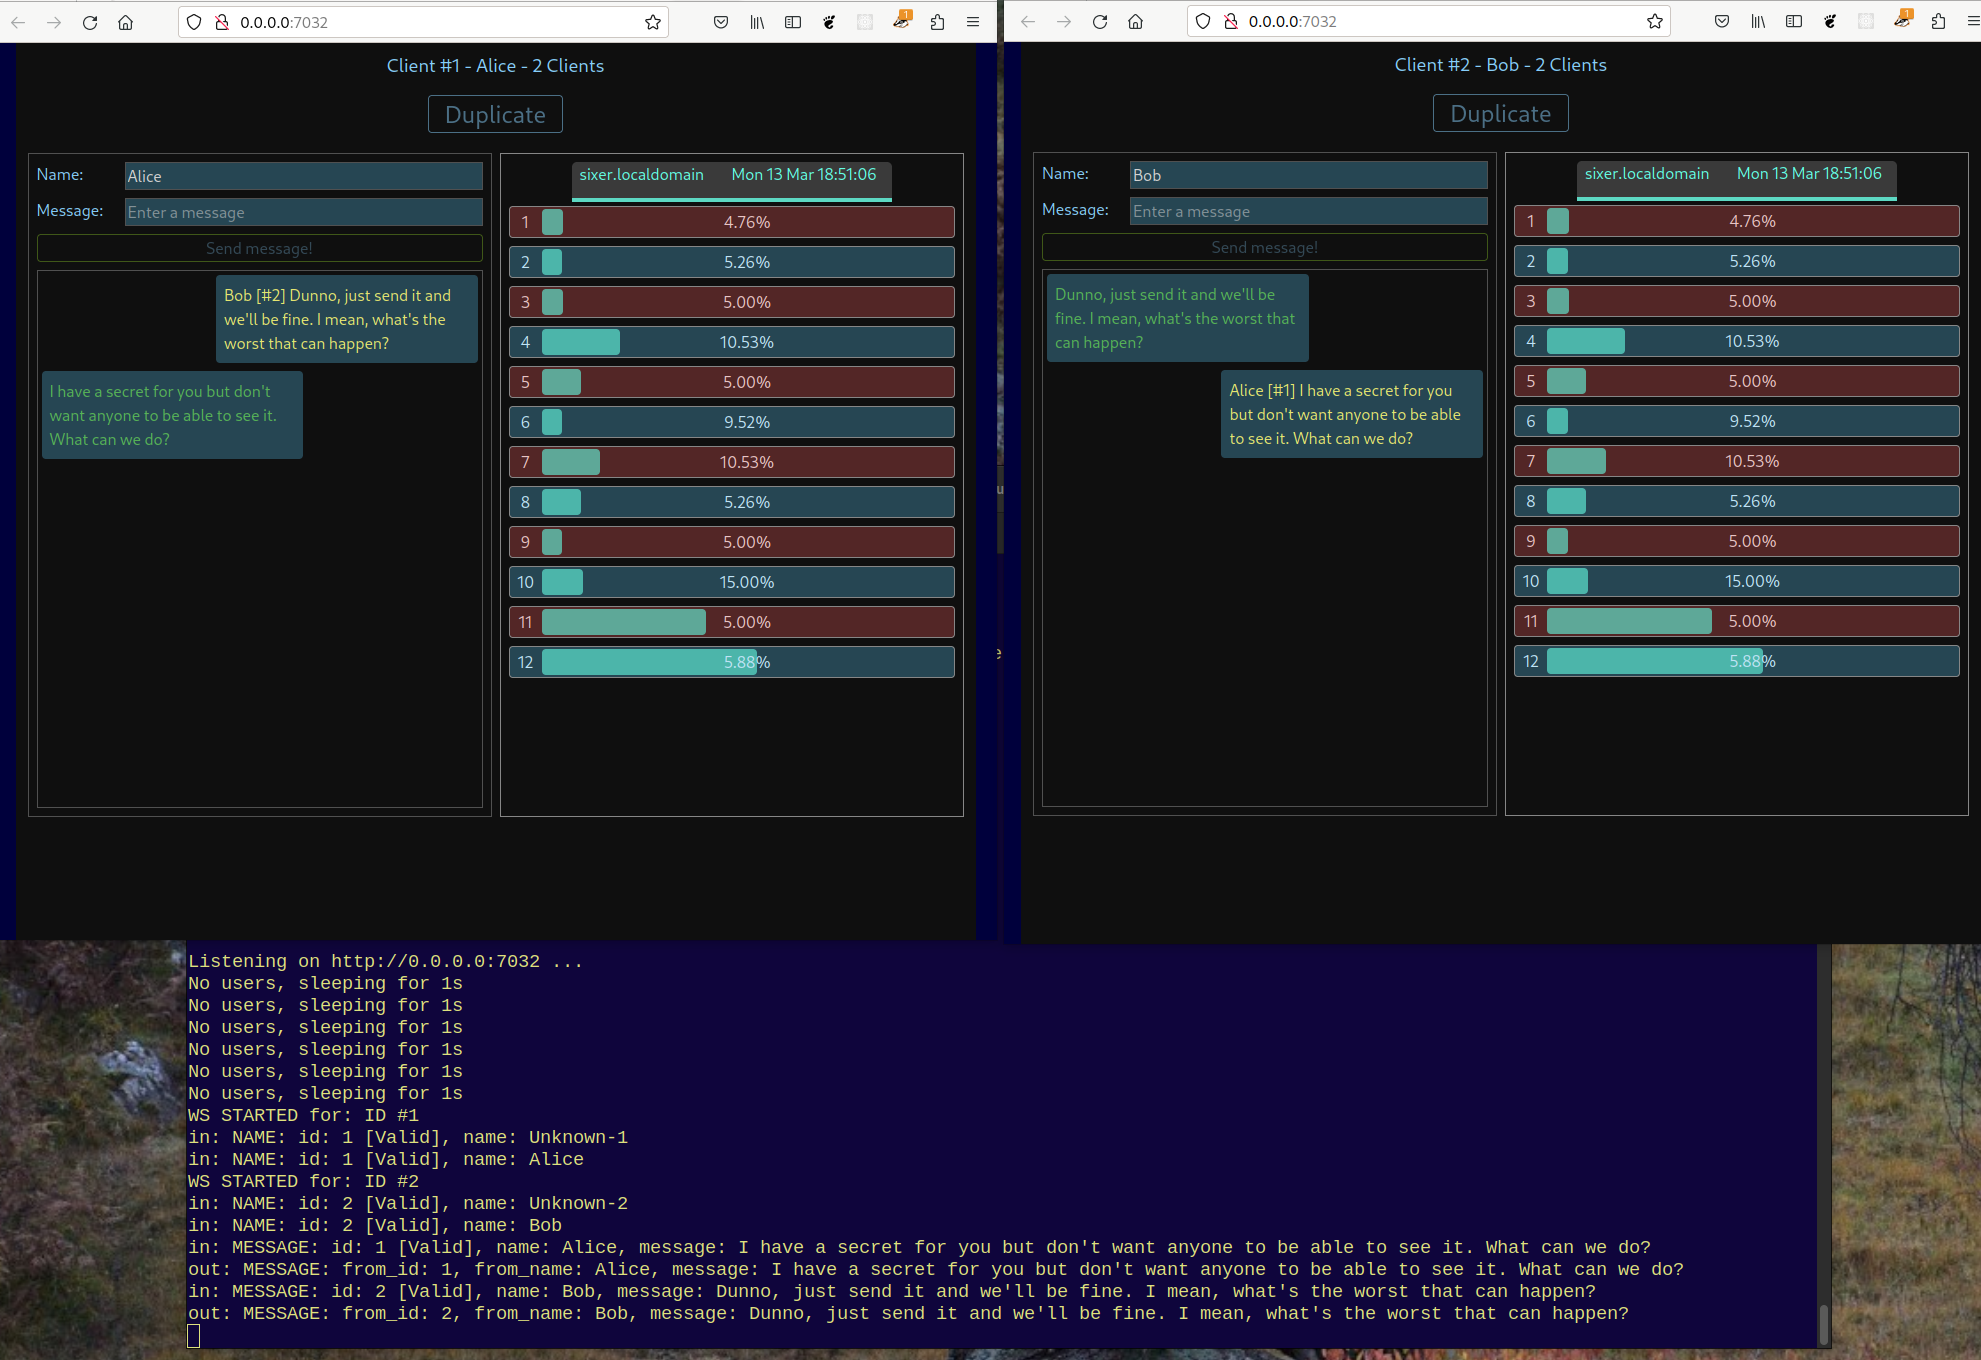 0.0.0.0:7032
Client #1 - Alice - 2 Clients
Duplicate
Name:
Alice
Message:
Enter a message
Send message!
Bob [#2] Dunno, just send it and
we'll be fine. I mean, what's the
worst that can happen?
I have a secret for you but don't
want anyone to be able to see it.
What can we do?
sixer.localdomain Mon 13 Mar 18:51:06
1 4.76%
2 5.26%
3 5.00%
4 10.53%
5 5.00%
6 9.52%
7 10.53%
8 5.26%
9 5.00%
10 15.00%
11 5.00%
12 5.88%
0.0.0.0:7032
1
Client #2 - Bob - 2 Clients
Duplicate
Name:
Bob
Message:
Enter a message
Send message!
Dunno, just send it and we'll be
fine. I mean, what's the worst that
can happen?
Alice [#1] I have a secret for you
but don't want anyone to be able
to see it. What can we do?
sixer.localdomain Mon 13 Mar 18:51:06
1 4.76%
2 5.26%
3 5.00%
4 10.53%
5 5.00%
6 9.52%
7 10.53%
8 5.26%
9 5.00%
10 15.00%
11 5.00%
12 5.88%
1
Listening on http://0.0.0.0:7032 ...
No users, sleeping for 1s
No users, sleeping for 1s
No users, sleeping for 1s
No users, sleeping for 1s
No users, sleeping for 1s
No users, sleeping for 1s
WS STARTED for: ID #1
in: NAME: id: 1 [Valid], name: Unknown-1
in: NAME: id: 1 [Valid], name: Alice
WS STARTED for: ID #2
in: NAME: id: 2 [Valid], name: Unknown-2
in: NAME: id: 2 [Valid], name: Bob
in: MESSAGE: id: 1 [Valid], name: Alice, message: I have a secret for you but don't want anyone to be able to see it. What can we do?
out: MESSAGE: from_id: 1, from_name: Alice, message: I have a secret for you but don't want anyone to be able to see it. What can we do?
in: MESSAGE: id: 2 [Valid], name: Bob, message: Dunno, just send it and we'll be fine. I mean, what's the worst that can happen?
out: MESSAGE: from_id: 2, from_name: Bob, message: Dunno, just send it and we'll be fine. I mean, what's the worst that can happen?